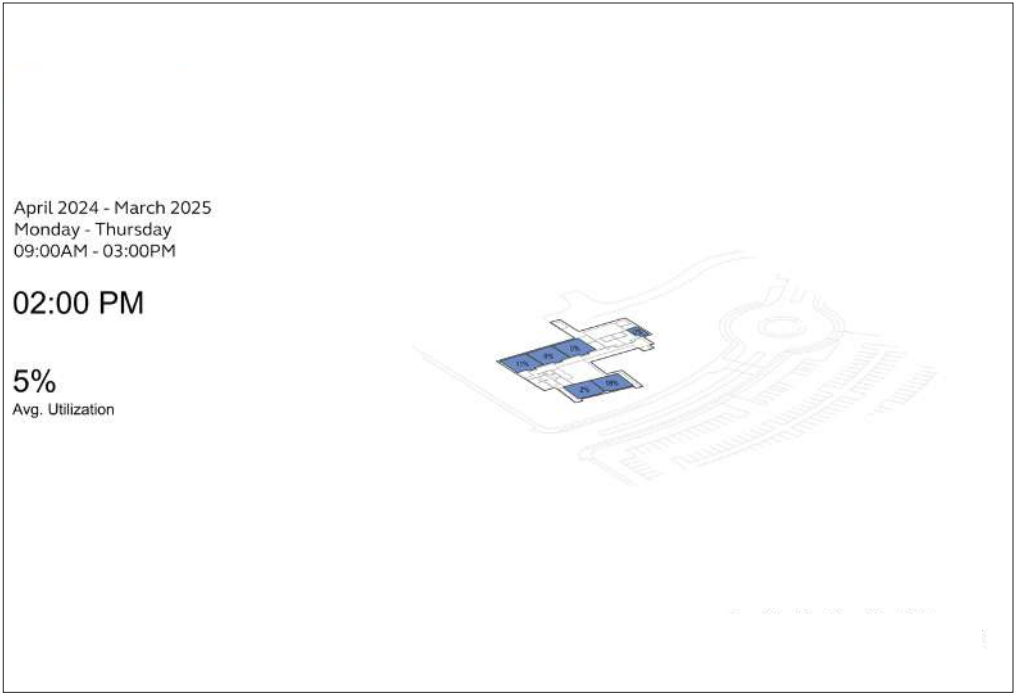 April 2024 - March 2025
Monday - Thursday
09:00AM - 03:00PM
02:00 PM
5%
Avg. Utilization